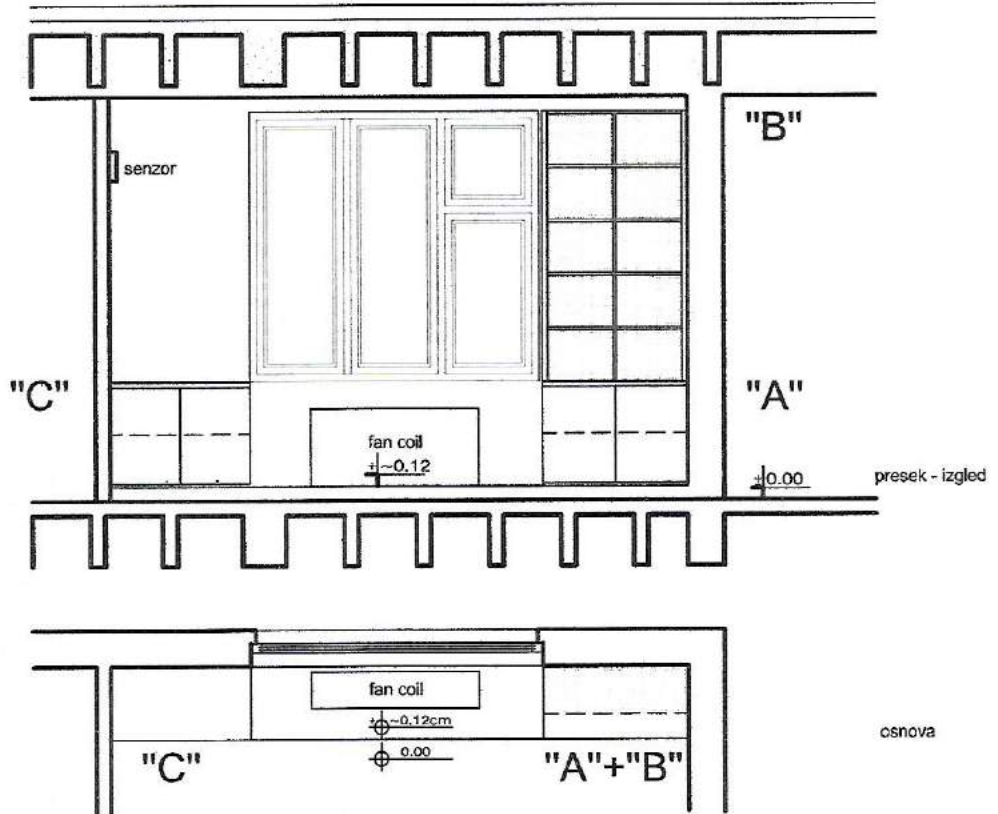 "B"
senzor
"C"
"A"
fan coil
+~0.12
+0.00
presek - izgled
fan coil
+~0.12cm
0.00
osnova
"C"
"A"+"B"